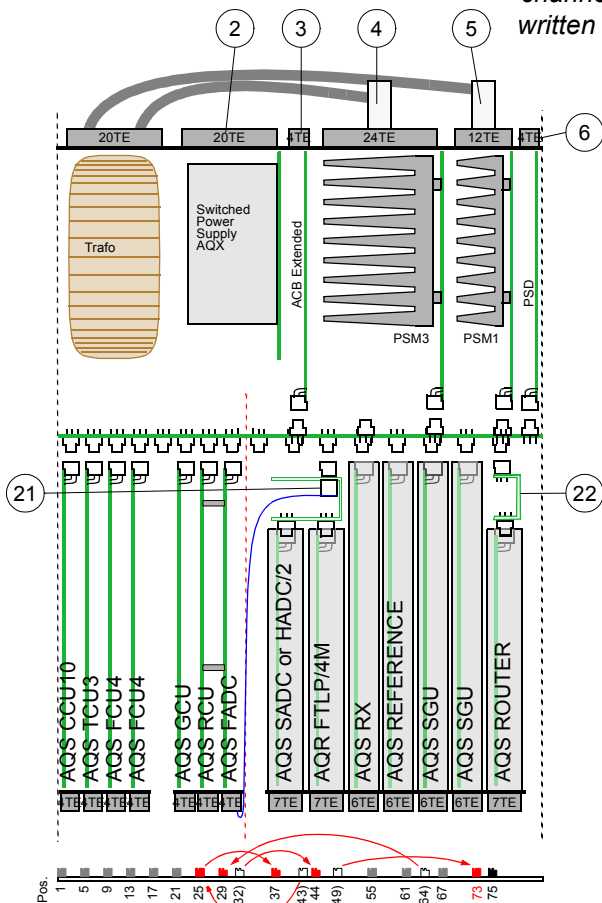 channe
written
2
3
4
5
6
20TE
20TE
4TE
24TE
12TE
4TE
Trafo
Switched
Power
Supply
AQX
ACB Extended
PSM3
PSM1
PSD
21
22
AQS CCU10
AQS TCU3
AQS FCU4
AQS FCU4
AQS GCU
AQS RCU
AQS FADC
AQS SADC or HADC/2
AQR FTLP/4M
AQS RX
AQS REFERENCE
AQS SGU
AQS SGU
AQS ROUTER
4TE
4TE
4TE
4TE
4TE
4TE
4TE
7TE
7TE
6TE
6TE
6TE
6TE
7TE
Pos.
1
5
9
13
17
21
25
29
32)
37
43)
44
49)
55
61
64)
67
73
75